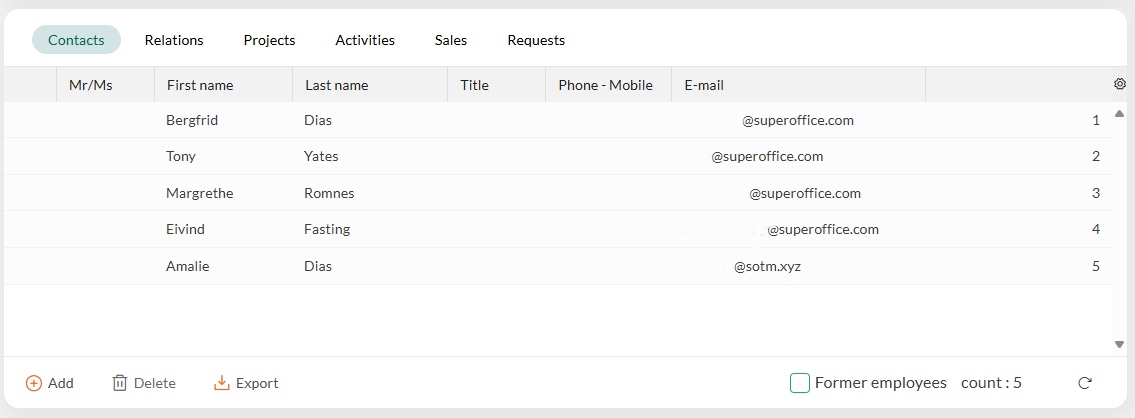 Contacts Relations Projects Activities Sales Requests
Mr/Ms First name Last name Title Phone - Mobile E-mail
Bergfrid Dias @superoffice.com 1
Tony Yates @superoffice.com 2
Margrethe Romnes @superoffice.com 3
Eivind Fasting @superoffice.com 4
Amalie Dias @sotm.xyz 5
Add Delete Export Former employees count : 5